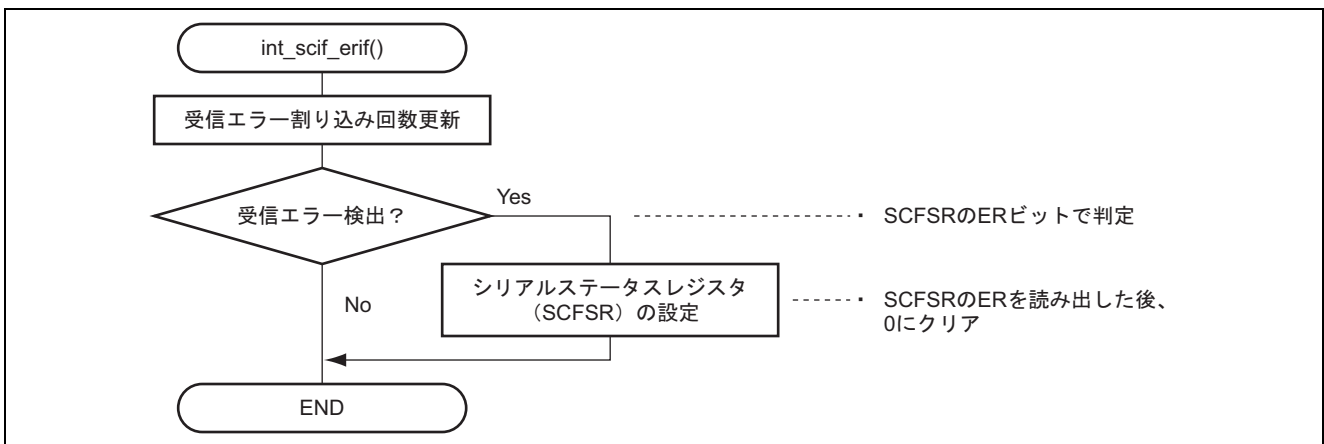 int_scif_erif()
受信エラー割り込み回数更新
受信エラー検出？
Yes
・ SCFSRのERビットで判定
シリアルステータスレジスタ
（SCFSR）の設定
・ SCFSRのERを読み出した後、
0にクリア
No
END